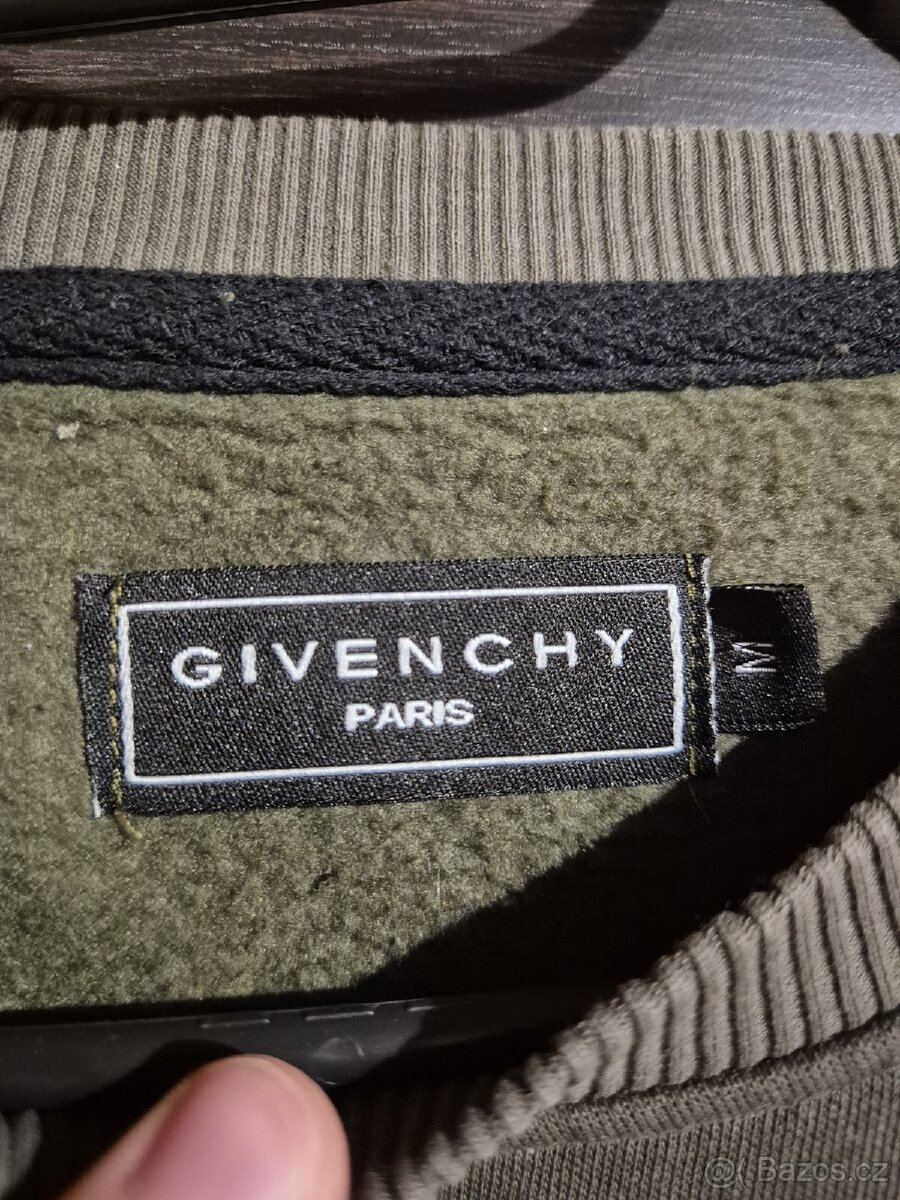 GIVENCHY
PARIS
M
@( Bazos.cz